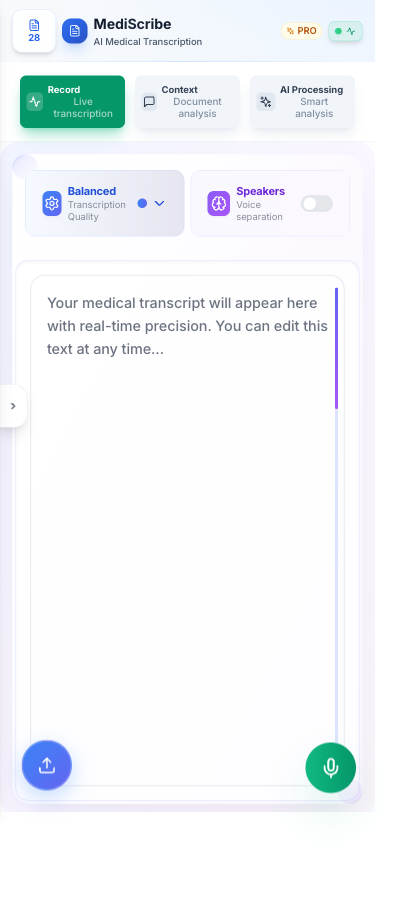 28
MediScribe
AI Medical Transcription
PRO
Record
Live
transcription
Context
Document
analysis
AI Processing
Smart
analysis
Balanced
Transcription
Quality
Speakers
Voice
separation
Your medical transcript will appear here
with real-time precision. You can edit this
text at any time...